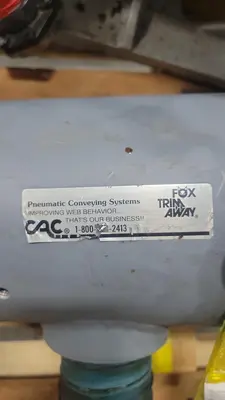 Pneumatic Conveying Systems
IMPROVING WEB BEHAVIOR...
THAT'S OUR BUSINESS!!
CAC® 1-800 -2413
FOX
TRIM
AWAY®